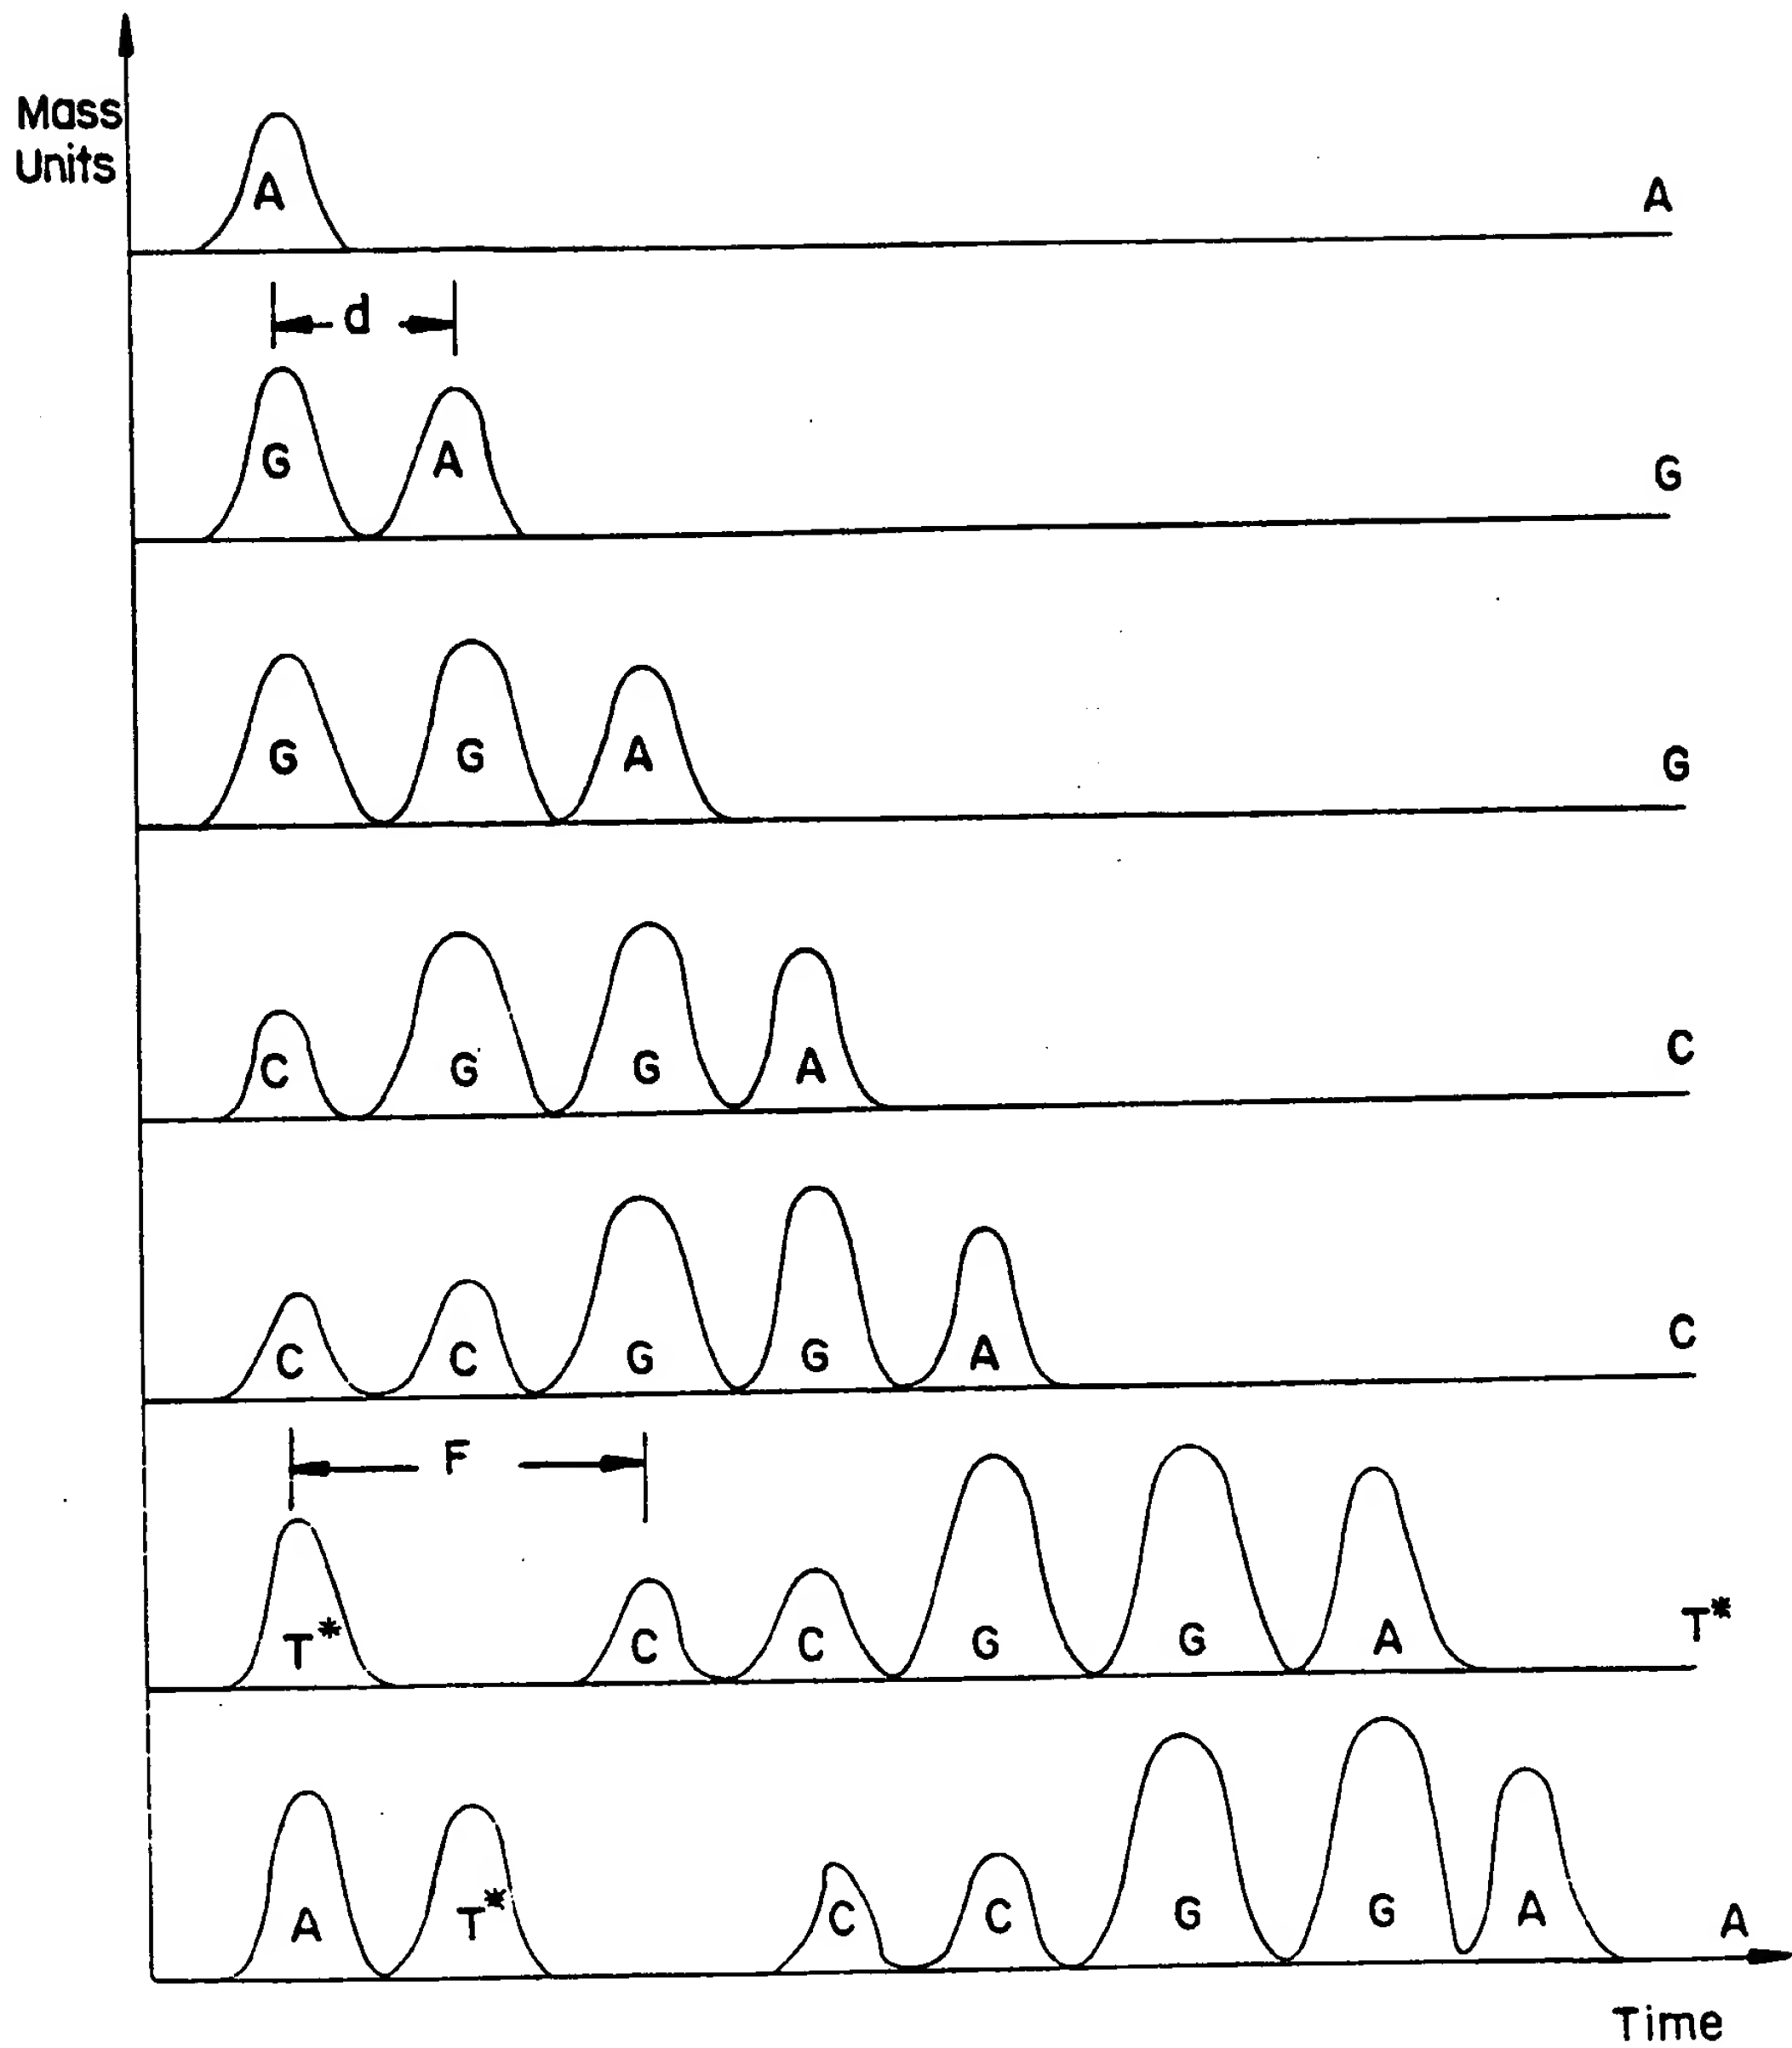 Mass
Units
A A
d
G A G
G G A G
C G G A C
C C G G A C
F
T* C C G G A T*
A T* C C G G A A
Time